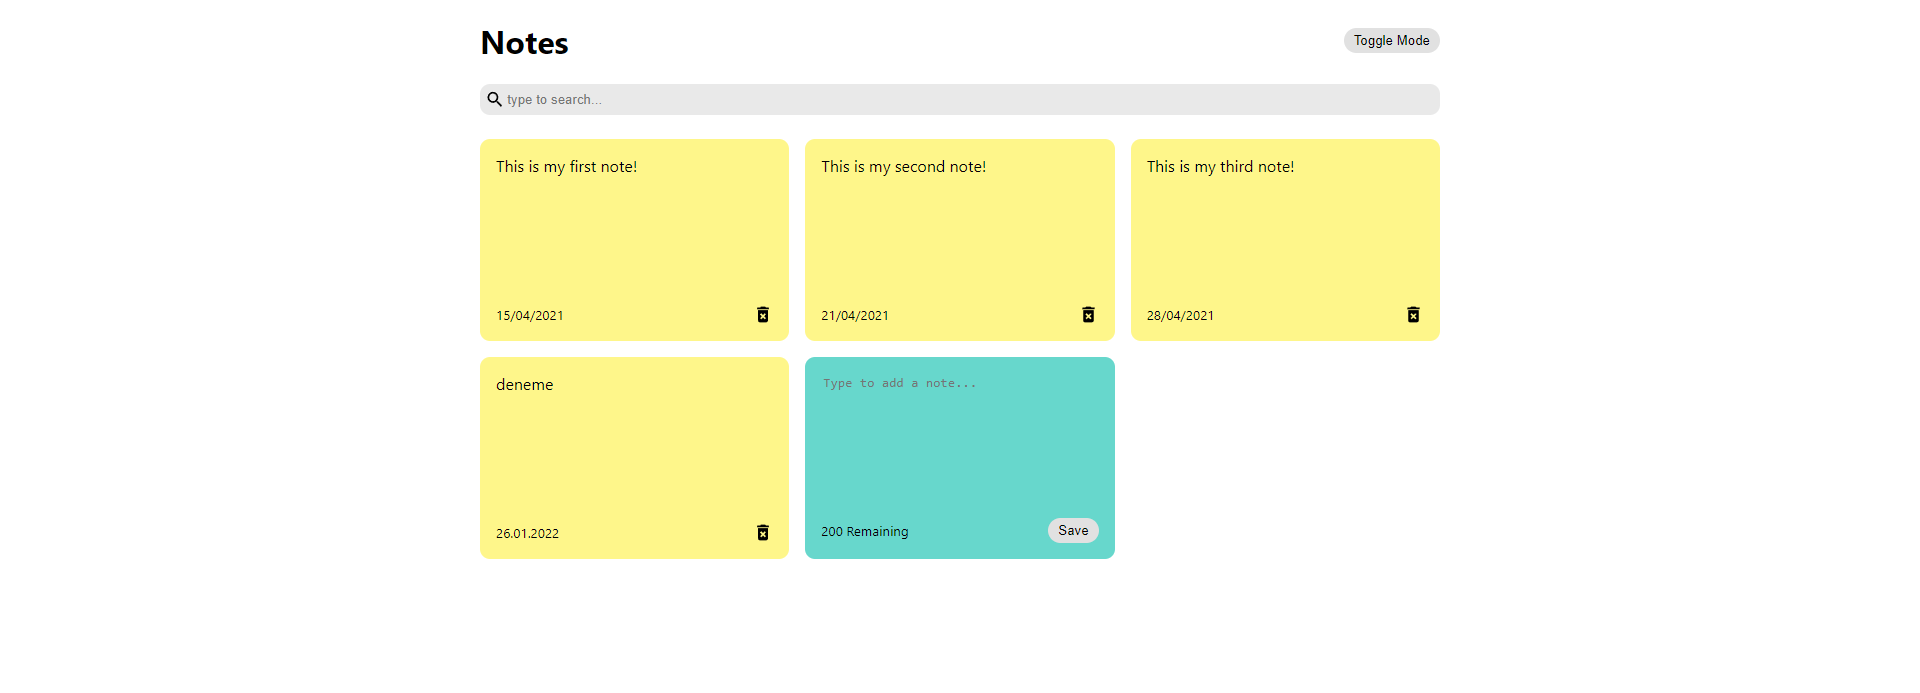 Notes
Toggle Mode
type to search...
This is my first note!
15/04/2021
This is my second note!
21/04/2021
This is my third note!
28/04/2021
deneme
26.01.2022
Type to add a note...
200 Remaining
Save